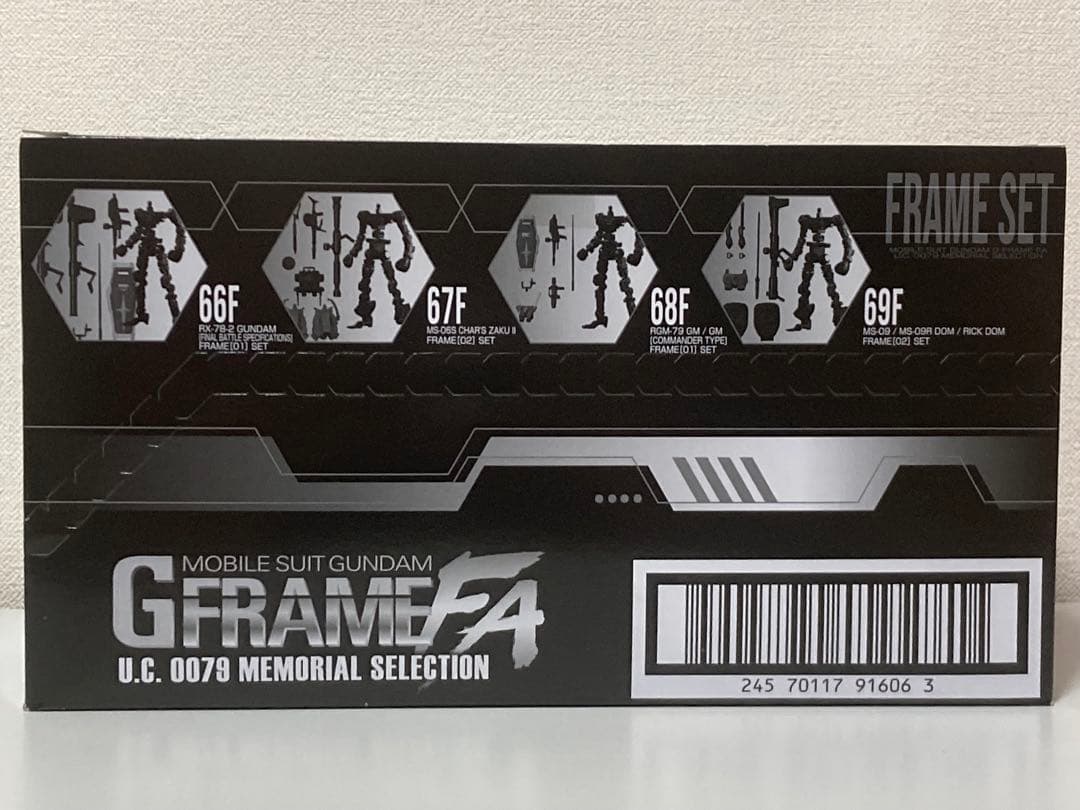 FRAME SET
MOBILE SUIT GUNDAM G FRAME FA
U.C. 0079 MEMORIAL SELECTION
66F
RX-78-2 GUNDAM
[FINAL BATTLE SPECIFICATIONS]
FRAME[01] SET
67F
MS-06S CHAR'S ZAKU II
FRAME[02] SET
68F
RGM-79 GM / GM
[COMMANDER TYPE]
FRAME[01] SET
69F
MS-09 / MS-09R DOM / RICK DOM
FRAME[02] SET
MOBILE SUIT GUNDAM
GFRAMEFA
U.C. 0079 MEMORIAL SELECTION
245 70117 91606 3